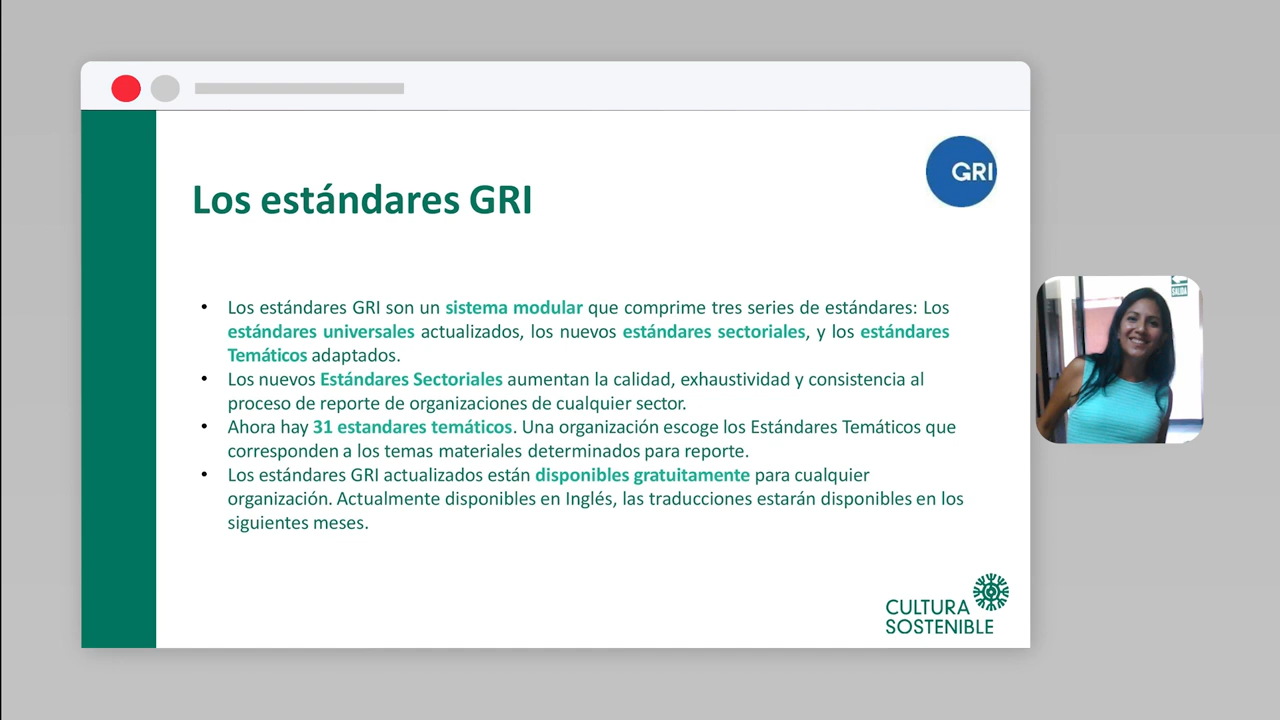 GRI
Los estándares GRI
• Los estándares GRI son un sistema modular que comprime tres series de estándares: Los
estándares universales actualizados, los nuevos estándares sectoriales, y los estándares
Temáticos adaptados.
• Los nuevos Estándares Sectoriales aumentan la calidad, exhaustividad y consistencia al
proceso de reporte de organizaciones de cualquier sector.
• Ahora hay 31 estandares temáticos. Una organización escoge los Estándares Temáticos que
corresponden a los temas materiales determinados para reporte.
• Los estándares GRI actualizados están disponibles gratuitamente para cualquier
organización. Actualmente disponibles en Inglés, las traducciones estarán disponibles en los
siguientes meses.
SALIDA
CULTURA
SOSTENIBLE